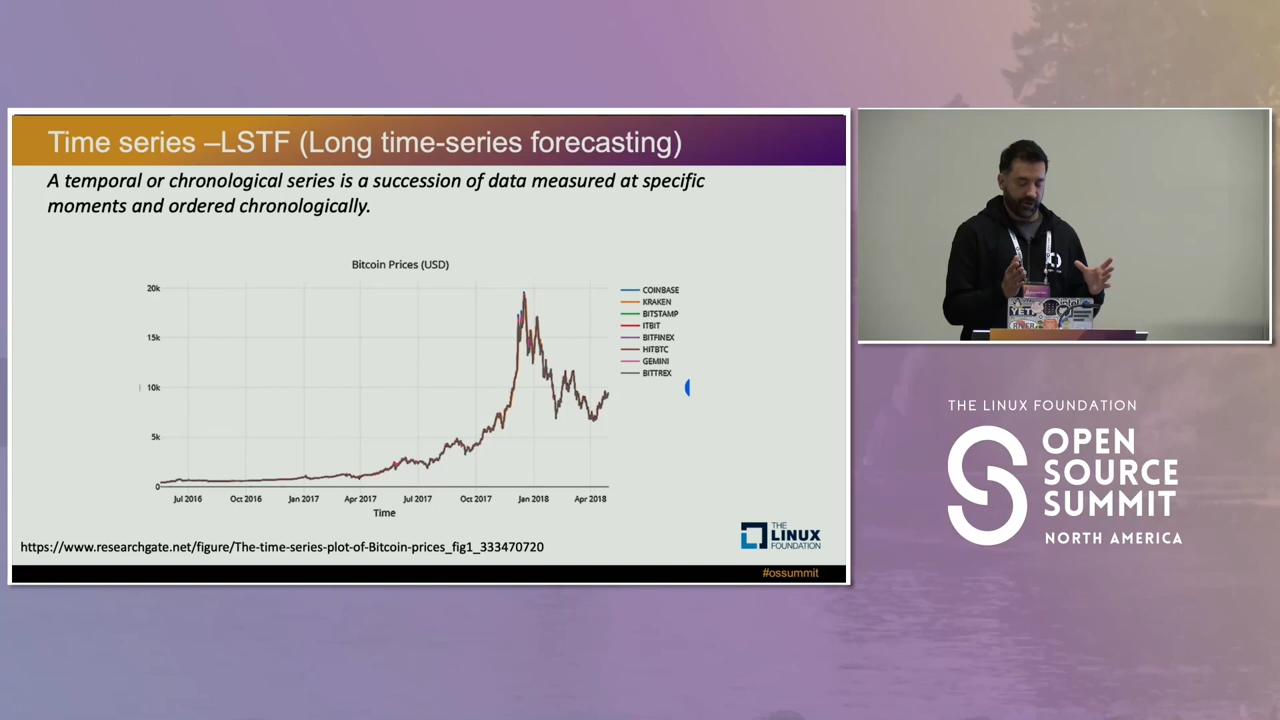 Time series –LSTF (Long time-series forecasting)
A temporal or chronological series is a succession of data measured at specific
moments and ordered chronologically.
Bitcoin Prices (USD)
20k
15k
10k
5k
0
Jul 2016
Oct 2016
Jan 2017
Apr 2017
Jul 2017
Oct 2017
Jan 2018
Apr 2018
Time
COINBASE
KRAKEN
BITSTAMP
ITBIT
BITFINEX
HITBTC
GEMINI
BITTREX
https://www.researchgate.net/figure/The-time-series-plot-of-Bitcoin-prices_fig1_333470720
THE
LINUX
FOUNDATION
#ossummit
YET
intel
THE LINUX FOUNDATION
OPEN
SOURCE
SUMMIT
NORTH AMERICA